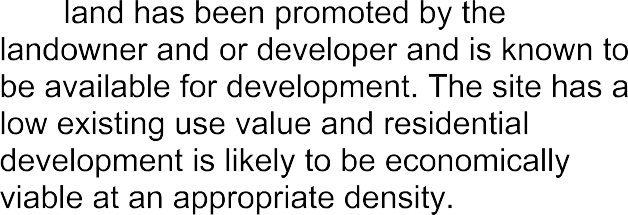 land has been promoted by the
landowner and or developer and is known to
be available for development. The site has a
low existing use value and residential
development is likely to be economically
viable at an appropriate density.